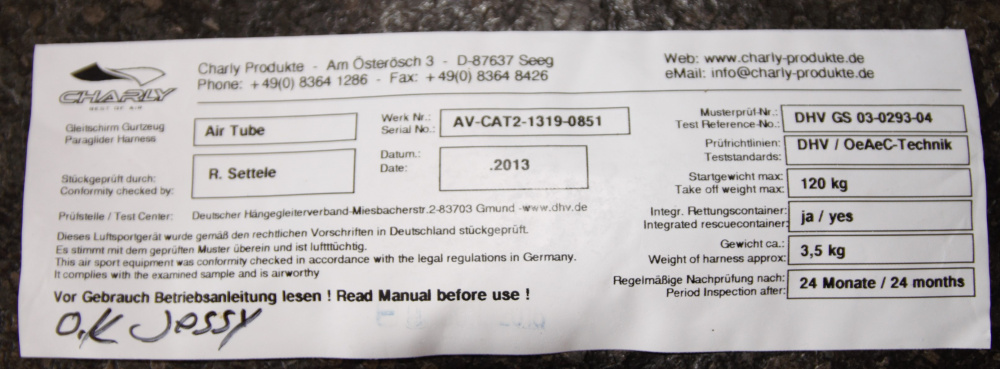 CHARLY
BEST OF AIR
Charly Produkte - Am Österösch 3 - D-87637 Seeg
Phone: +49(0) 8364 1286 - Fax: +49(0) 8364 8426
Web: www.charly-produkte.de
eMail: info@charly-produkte.de
Gleitschirm Gurtzeug
Paraglider Harness
Air Tube
Werk Nr.:
Serial No.:
AV-CAT2-1319-0851
Musterprüf-Nr.:
Test Reference-No.:
DHV GS 03-0293-04
Stückgeprüft durch:
Conformity checked by:
R. Settele
Datum.:
Date:
.2013
Prüfrichtlinien:
Teststandards:
DHV / OeAeC-Technik
Startgewicht max:
Take off weight max:
120 kg
Prüfstelle / Test Center: Deutscher Hängegleiterverband-Miesbacherstr.2-83703 Gmund -www.dhv.de
Integr. Rettungscontainer:
Integrated rescuecontainer:
ja / yes
Dieses Luftsportgerät wurde gemäß den rechtlichen Vorschriften in Deutschland stückgeprüft.
Es stimmt mit dem geprüften Muster überein und ist lufttüchtig.
This air sport equipment was conformity checked in accordance with the legal regulations in Germany.
It complies with the examined sample and is airworthy
Gewicht ca.:
Weight of harness approx:
3,5 kg
Regelmäßige Nachprüfung nach:
Period Inspection after:
24 Monate / 24 months
Vor Gebrauch Betriebsanleitung lesen ! Read Manual before use !
O.K Jessy